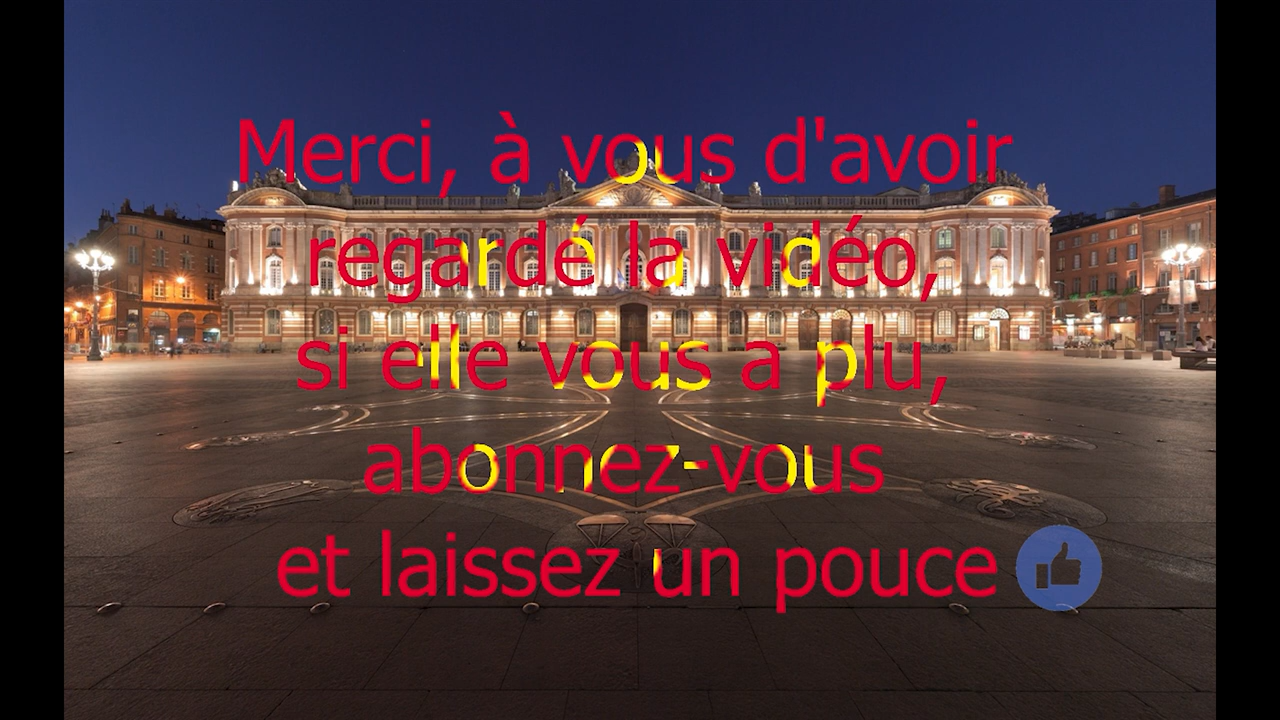 Merci, à vous d'avoir
regardé la vidéo,
si elle vous a plu,
abonnez-vous
et laissez un pouce